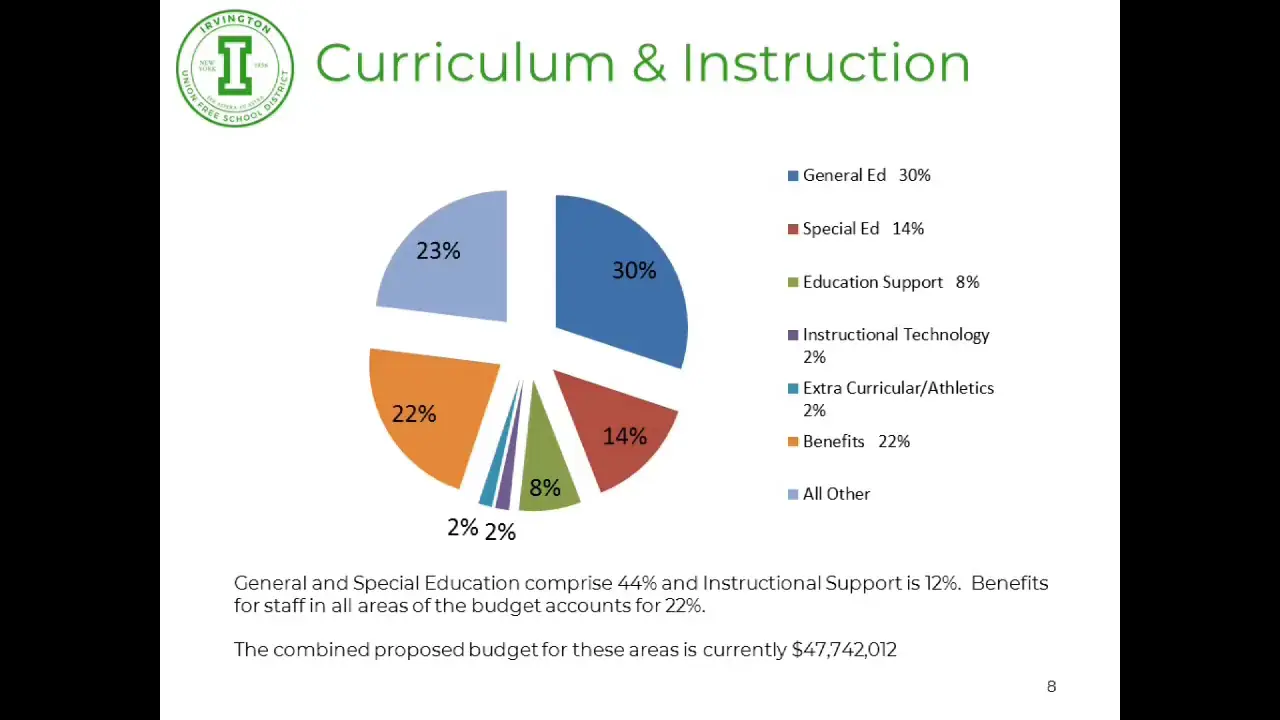 IRVINGTON
NEW YORK
1856
UNION FREE SCHOOL DISTRICT
Curriculum & Instruction
General Ed 30%
Special Ed 14%
Education Support 8%
Instructional Technology
2%
Extra Curricular/Athletics
2%
Benefits 22%
All Other
23%
30%
22%
14%
8%
2%
2%
General and Special Education comprise 44% and Instructional Support is 12%. Benefits
for staff in all areas of the budget accounts for 22%.
The combined proposed budget for these areas is currently $47,742,012
8